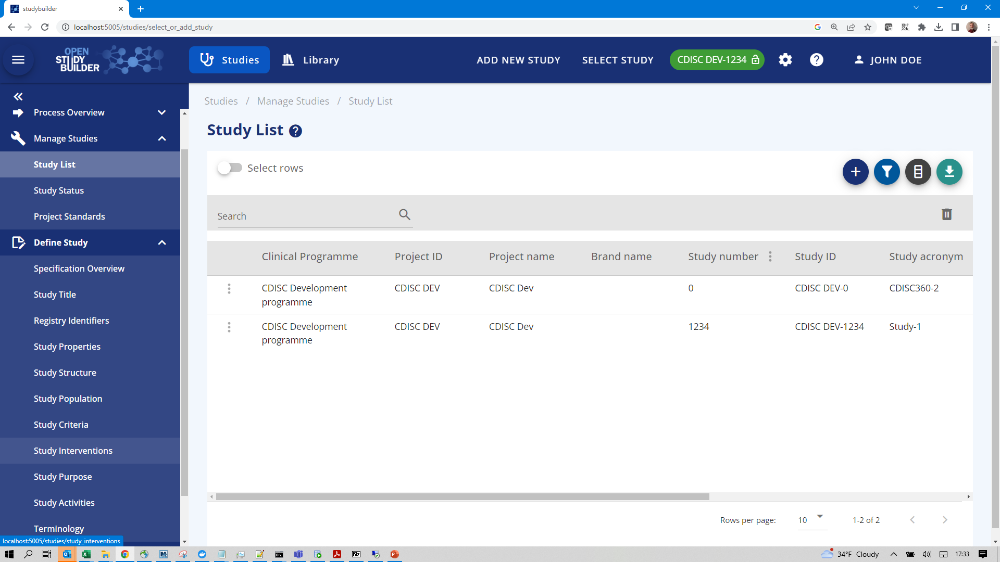 studybuilder
localhost:5005/studies/select_or_add_study
OPEN
STUDY
BUILDER
Studies
Library
ADD NEW STUDY
SELECT STUDY
CDISC DEV-1234
JOHN DOE
Process Overview
Manage Studies
Study List
Study Status
Project Standards
Define Study
Specification Overview
Study Title
Registry Identifiers
Study Properties
Study Structure
Study Population
Study Criteria
Study Interventions
Study Purpose
Study Activities
Terminology
localhost:5005/studies/study_interventions
Studies / Manage Studies / Study List
Study List
Select rows
Search
Clinical Programme Project ID Project name Brand name Study number Study ID Study acronym
CDISC Development programme CDISC DEV CDISC Dev 0 CDISC DEV-0 CDISC360-2
CDISC Development programme CDISC DEV CDISC Dev 1234 CDISC DEV-1234 Study-1
Rows per page: 10 1-2 of 2
34°F Cloudy
17:33